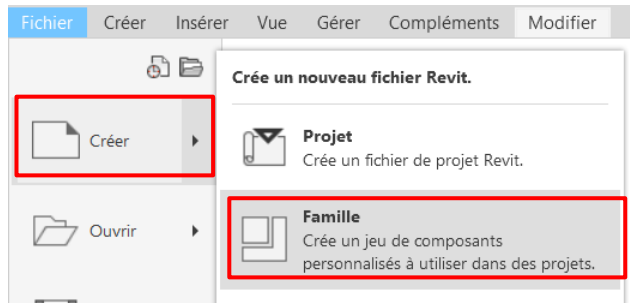 Fichier Créer Insérer Vue Gérer Compléments Modifier
Crée un nouveau fichier Revit.
Créer
Projet
Crée un fichier de projet Revit.
Famille
Crée un jeu de composants
personnalisés à utiliser dans des projets.
Ouvrir